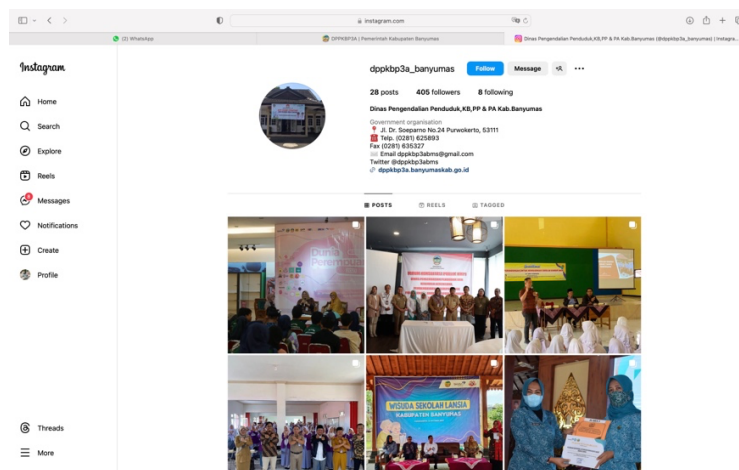 instagram.com
(2) WhatsApp
DPPKBP3A | Pemerintah Kabupaten Banyumas
Dinas Pengendalian Penduduk,KB,PP & PA Kab.Banyumas (@dppkbp3a_banyumas) | Instagra...
Instagram
Home
Search
Explore
Reels
Messages
Notifications
Create
Profile
Threads
More
dppkbp3a_banyumas Follow Message
28 posts 405 followers 8 following
Dinas Pengendalian Penduduk,KB,PP & PA Kab.Banyumas
Government organisation
Jl. Dr. Soeparno No.24 Purwokerto, 53111
Telp. (0281) 625893
Fax (0281) 635327
Email dppkbp3abms@gmail.com
Twitter @dppkbp3abms
dppkbp3a.banyumaskab.go.id
POSTS REELS TAGGED
Dunia
Perempuan
WISUDA SEKOLAH LANSIA
KABUPATEN BANYUMAS